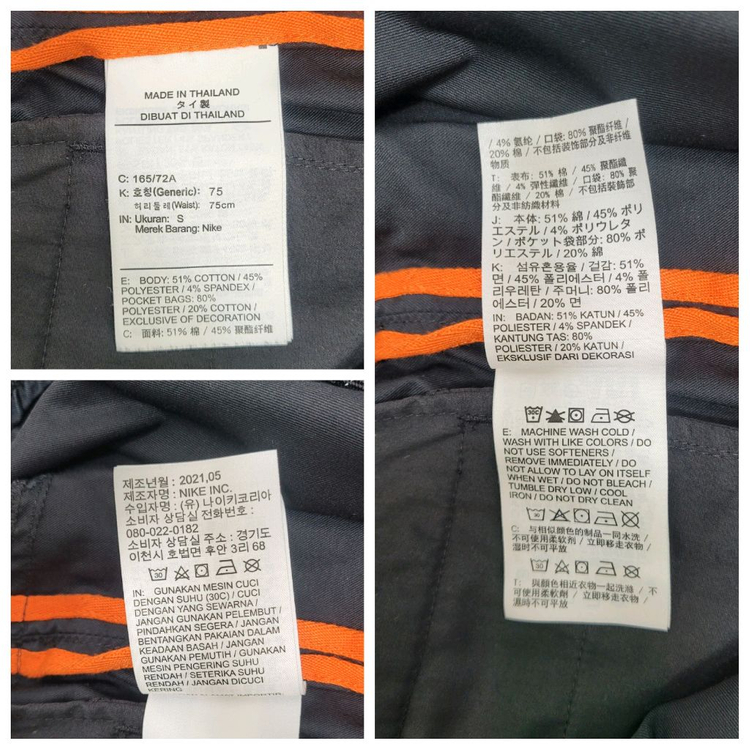 MADE IN THAILAND
タイ製
DIBUAT DI THAILAND
C: 165/72A
K: 호칭(Generic): 75
허리둘레(Waist): 75cm
IN: Ukuran: S
Merek Barang: Nike
E: BODY: 51% COTTON / 45%
POLYESTER / 4% SPANDEX /
POCKET BAGS: 80%
POLYESTER / 20% COTTON /
EXCLUSIVE OF DECORATION
C: 面料: 51% 棉 / 45% 聚酯纤维
/ 4% 氨纶 / 口袋: 80% 聚酯纤维 /
20% 棉 / 不包括装饰部分及非纤维
物质
T: 表布: 51% 棉 / 45% 聚酯纖
維 / 4% 彈性纖維 / 口袋: 80% 聚
酯纖維 / 20% 棉 / 不包括裝飾部
分及非紡織材料
J: 本体: 51% 綿 / 45% ポリ
エステル / 4% ポリウレタ
ン / ポケット袋部分: 80% ポ
リエステル / 20% 綿
K: 섬유혼용율 / 겉감: 51%
면 / 45% 폴리에스터 / 4% 폴
리우레탄 / 주머니: 80% 폴리
에스터 / 20% 면
IN: BADAN: 51% KATUN / 45%
POLIESTER / 4% SPANDEK /
KANTUNG TAS: 80%
POLIESTER / 20% KATUN /
EKSKLUSIF DARI DEKORASI
E: MACHINE WASH COLD /
WASH WITH LIKE COLORS / DO
NOT USE SOFTENERS /
REMOVE IMMEDIATELY / DO
NOT ALLOW TO LAY ON ITSELF
WHEN WET / DO NOT BLEACH /
TUMBLE DRY LOW / COOL
IRON / DO NOT DRY CLEAN
30
C: 与相似颜色的制品一同水洗 /
不可使用柔软剂 / 立即移走衣物 /
湿时不可平放
30
T: 與顏色相近衣物一起洗滌 / 不
可使用柔軟劑 / 立即移走衣物 /
濕時不可平放
제조년월 : 2021,05
제조자명 : NIKE INC.
수입자명 : (유) 나이키코리아
소비자 상담실 전화번호 :
080-022-0182
소비자 상담실 주소 : 경기도
이천시 호법면 후안 3리 68
30
IN: GUNAKAN MESIN CUCI
DENGAN SUHU (30C) / CUCI
DENGAN YANG SEWARNA /
JANGAN GUNAKAN PELEMBUT /
PINDAHKAN SEGERA / JANGAN
BENTANGKAN PAKAIAN DALAM
KEADAAN BASAH / JANGAN
GUNAKAN PEMUTIH / GUNAKAN
MESIN PENGERING SUHU
RENDAH / SETERIKA SUHU
RENDAH / JANGAN DICUCI
KERING